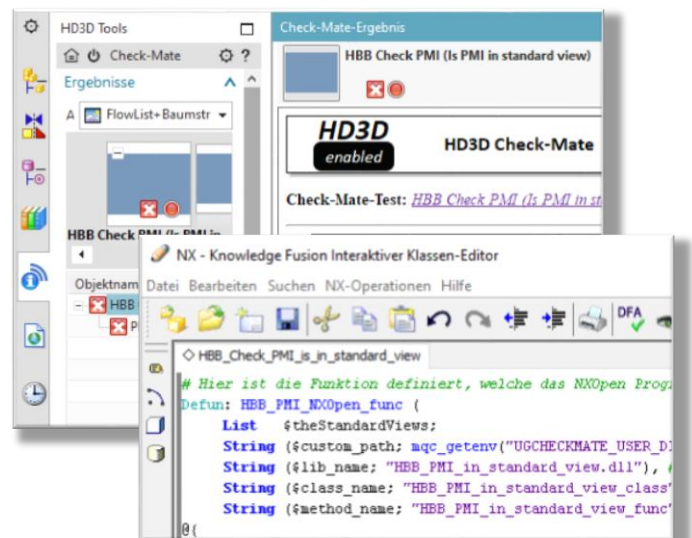 HD3D Tools
Check-Mate
?
Ergebnisse
A FlowList+Baumstr
HBB Check PMI (Is PMI in
Objektnam
HBB
Check-Mate-Ergebnis
HBB Check PMI (Is PMI in standard view)
HD3D
enabled
HD3D Check-Mate
Check-Mate-Test: HBB Check PMI (Is PMI in st
NX - Knowledge Fusion Interaktiver Klassen-Editor
Datei Bearbeiten Suchen NX-Operationen Hilfe
DFA
HBB_Check_PMI_is_in_standard_view
# Hier ist die Funktion definiert, welche das NXOpen Prog
Defun: HBB_PMI_NXOpen_func (
List $theStandardViews;
String ($custom_path; mqc_getenv("UGCHECKMATE_USER_DI
String ($lib_name; "HBB_PMI_in_standard_view.dll"), #
String ($class_name; "HBB_PMI_in_standard_view_class"
String ($method_name; "HBB_PMI_in_standard_view_func"
@{